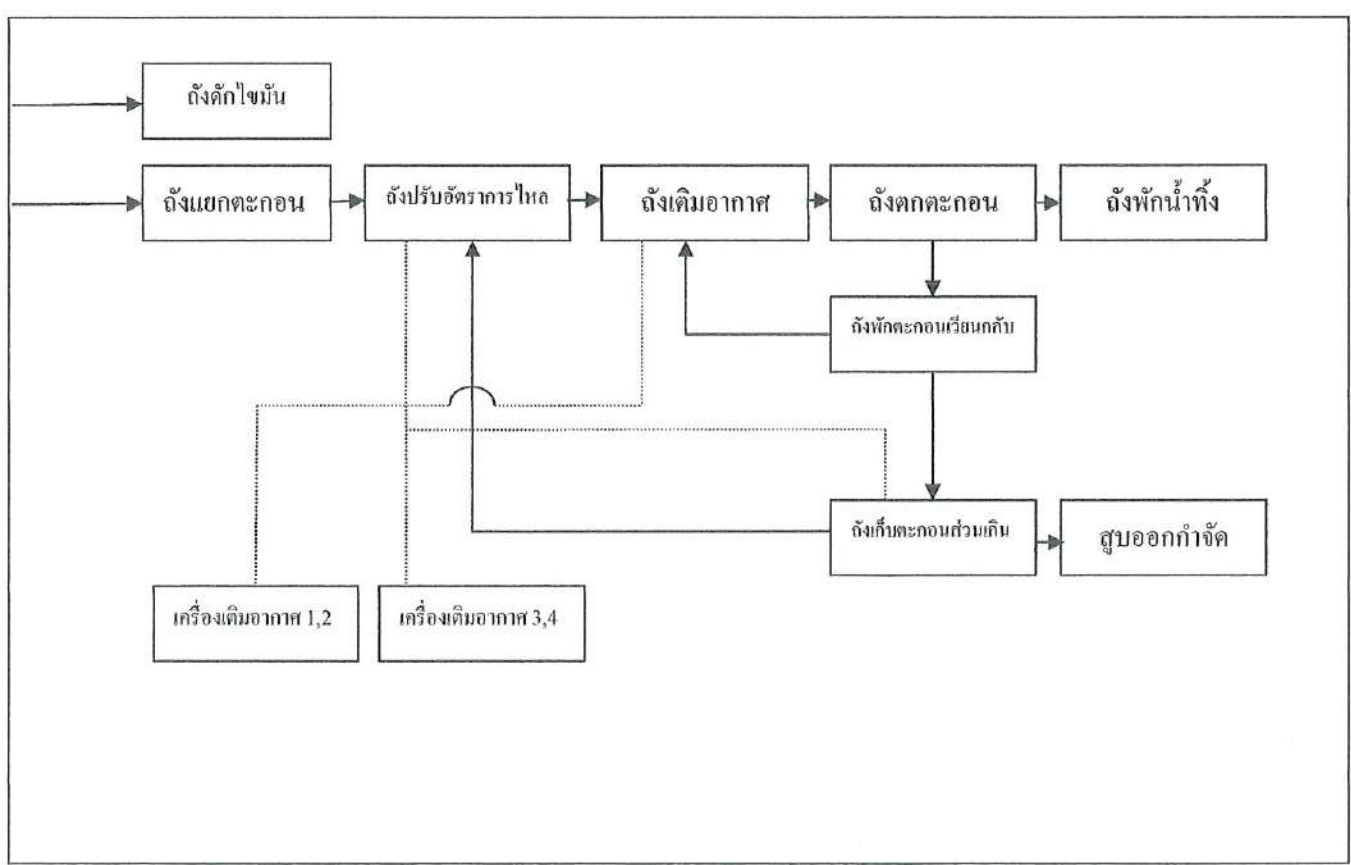 ถังดักไขมัน
ถังแยกตะกอน
ถังปรับอัตราการไหล
ถังเติมอากาศ
ถังตกตะกอน
ถังพักน้ำทิ้ง
ถังพักตะกอนเวียนกลับ
ถังเก็บตะกอนส่วนเกิน
สูบออกกำจัด
เครื่องเติมอากาศ 1,2
เครื่องเติมอากาศ 3,4